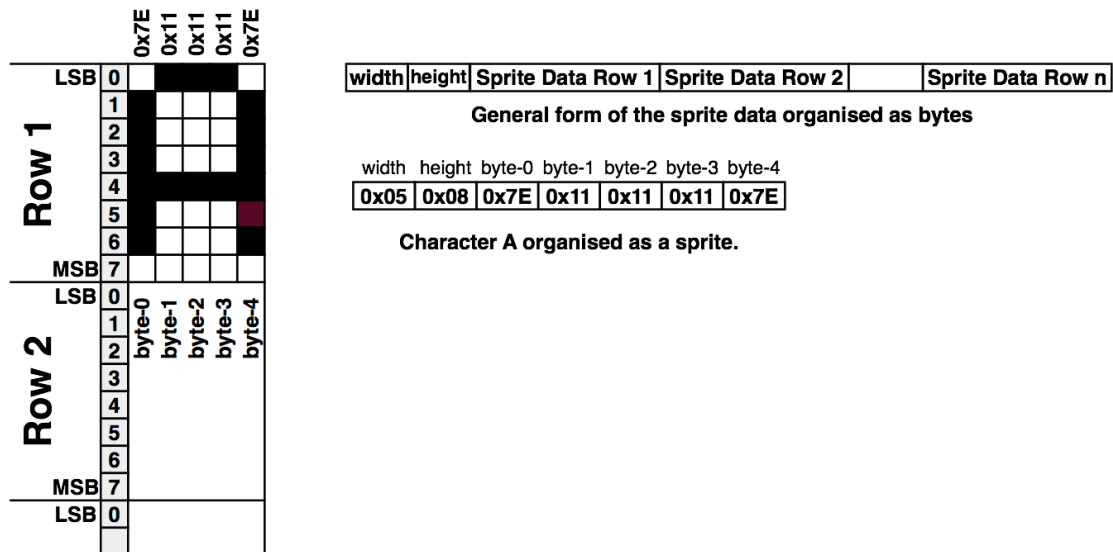 0x7E 0x11 0x11 0x11 0x7E
LSB 0
1
2
3
4
5
6
MSB 7
Row 1
LSB 0
1
2
3
4
5
6
MSB 7
Row 2
byte-0 byte-1 byte-2 byte-3 byte-4
LSB 0
width height Sprite Data Row 1 Sprite Data Row 2 Sprite Data Row n
General form of the sprite data organised as bytes
width height byte-0 byte-1 byte-2 byte-3 byte-4
0x05 0x08 0x7E 0x11 0x11 0x11 0x7E
Character A organised as a sprite.